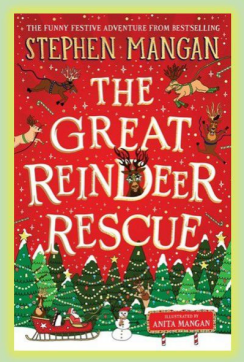 THE FUNNY FESTIVE ADVENTURE FROM BESTSELLING
STEPHEN MANGAN
THE
GREAT
REINDEER
RESCUE
ILLUSTRATED BY
ANITA MANGAN